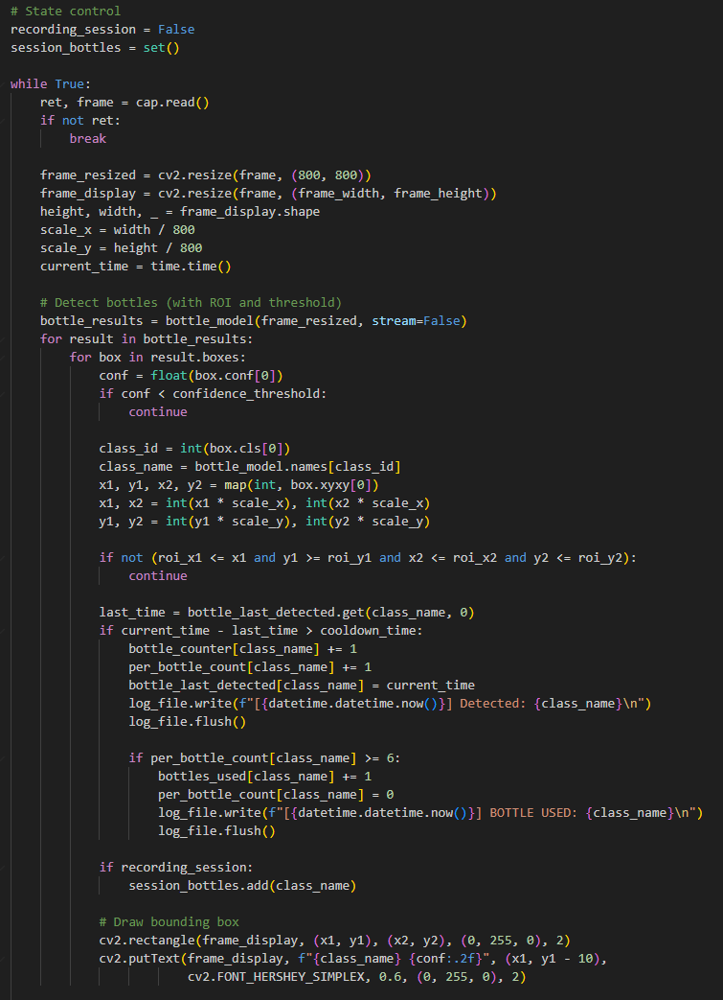 # State control
recording_session = False
session_bottles = set()

while True:
    ret, frame = cap.read()
    if not ret:
        break

    frame_resized = cv2.resize(frame, (800, 800))
    frame_display = cv2.resize(frame, (frame_width, frame_height))
    height, width, _ = frame_display.shape
    scale_x = width / 800
    scale_y = height / 800
    current_time = time.time()

    # Detect bottles (with ROI and threshold)
    bottle_results = bottle_model(frame_resized, stream=False)
    for result in bottle_results:
        for box in result.boxes:
            conf = float(box.conf[0])
            if conf < confidence_threshold:
                continue

            class_id = int(box.cls[0])
            class_name = bottle_model.names[class_id]
            x1, y1, x2, y2 = map(int, box.xyxy[0])
            x1, x2 = int(x1 * scale_x), int(x2 * scale_x)
            y1, y2 = int(y1 * scale_y), int(y2 * scale_y)

            if not (roi_x1 <= x1 and y1 >= roi_y1 and x2 <= roi_x2 and y2 <= roi_y2):
                continue

            last_time = bottle_last_detected.get(class_name, 0)
            if current_time - last_time > cooldown_time:
                bottle_counter[class_name] += 1
                per_bottle_count[class_name] += 1
                bottle_last_detected[class_name] = current_time
                log_file.write(f"[{datetime.datetime.now()}] Detected: {class_name}\n")
                log_file.flush()

                if per_bottle_count[class_name] >= 6:
                    bottles_used[class_name] += 1
                    per_bottle_count[class_name] = 0
                    log_file.write(f"[{datetime.datetime.now()}] BOTTLE USED: {class_name}\n")
                    log_file.flush()

            if recording_session:
                session_bottles.add(class_name)

            # Draw bounding box
            cv2.rectangle(frame_display, (x1, y1), (x2, y2), (0, 255, 0), 2)
            cv2.putText(frame_display, f"{class_name} {conf:.2f}", (x1, y1 - 10),
                        cv2.FONT_HERSHEY_SIMPLEX, 0.6, (0, 255, 0), 2)